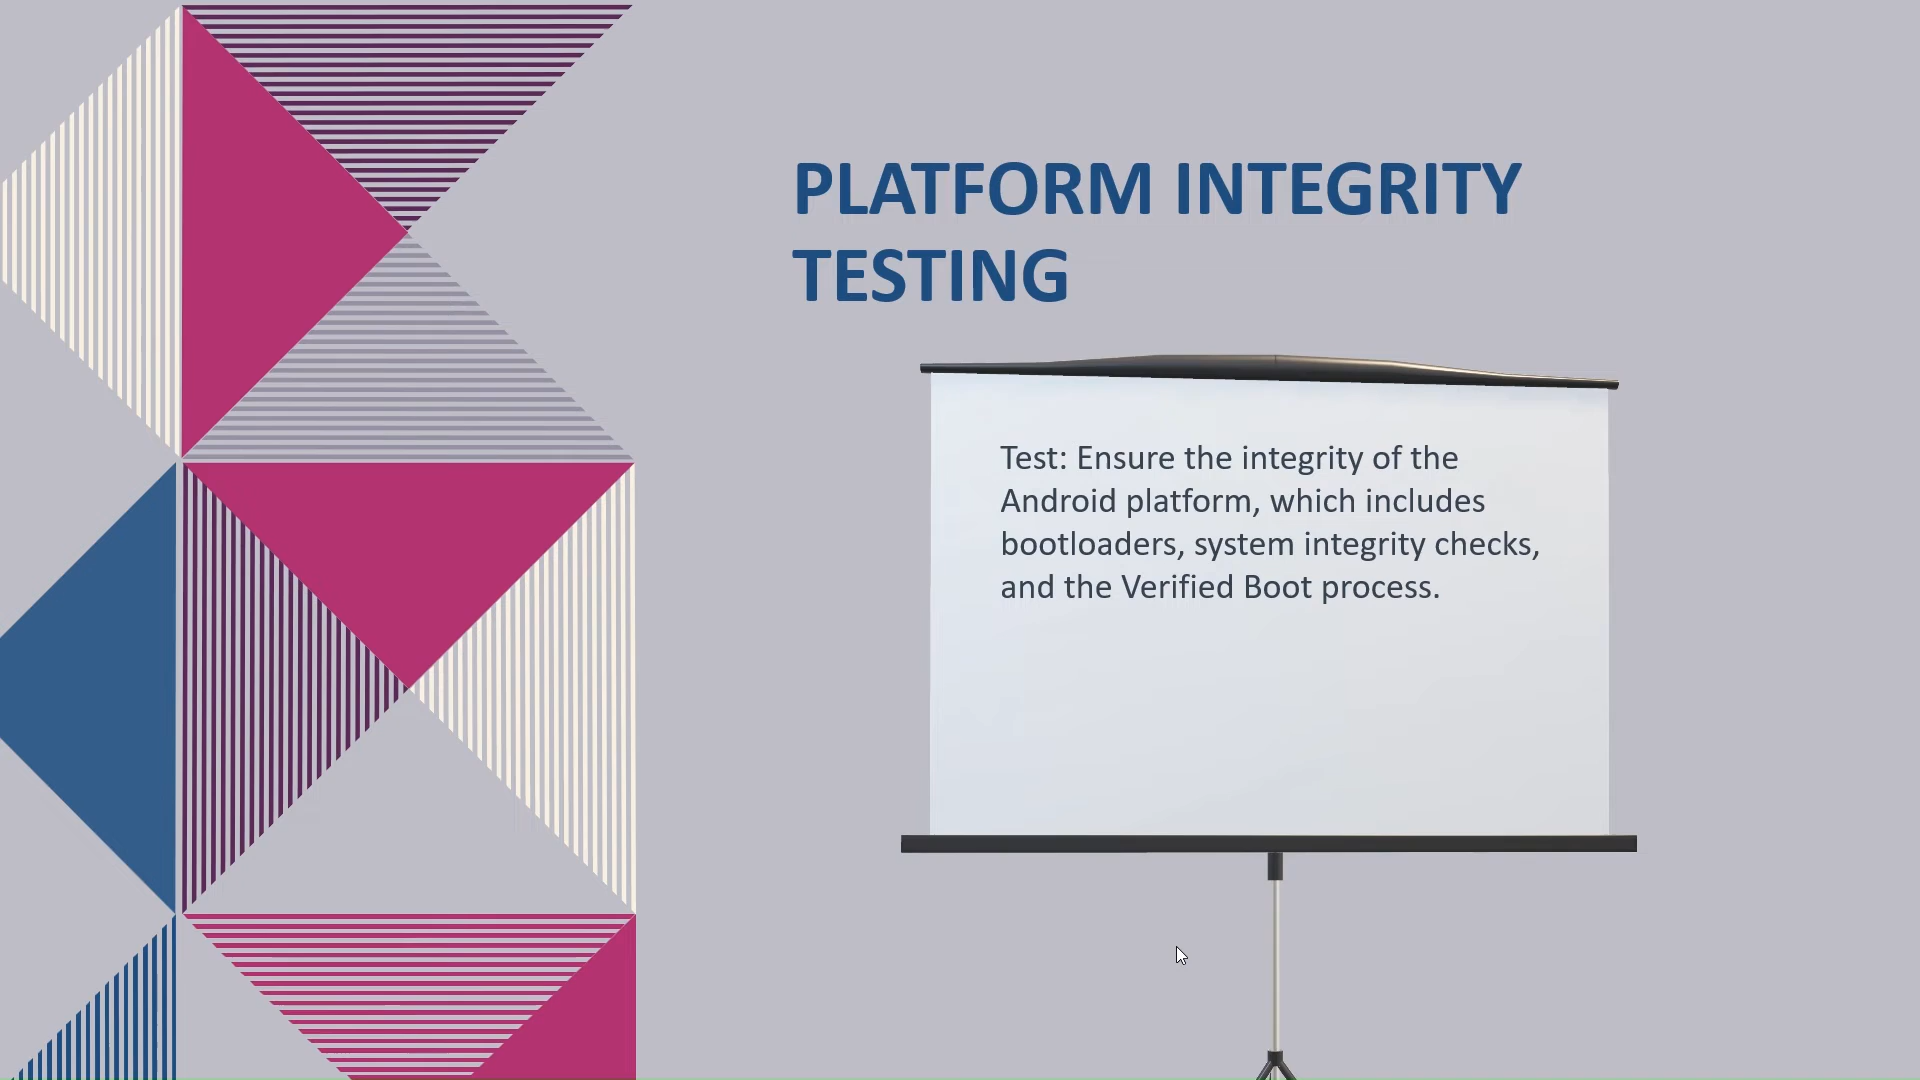 PLATFORM INTEGRITY
TESTING
Test: Ensure the integrity of the
Android platform, which includes
bootloaders, system integrity checks,
and the Verified Boot process.